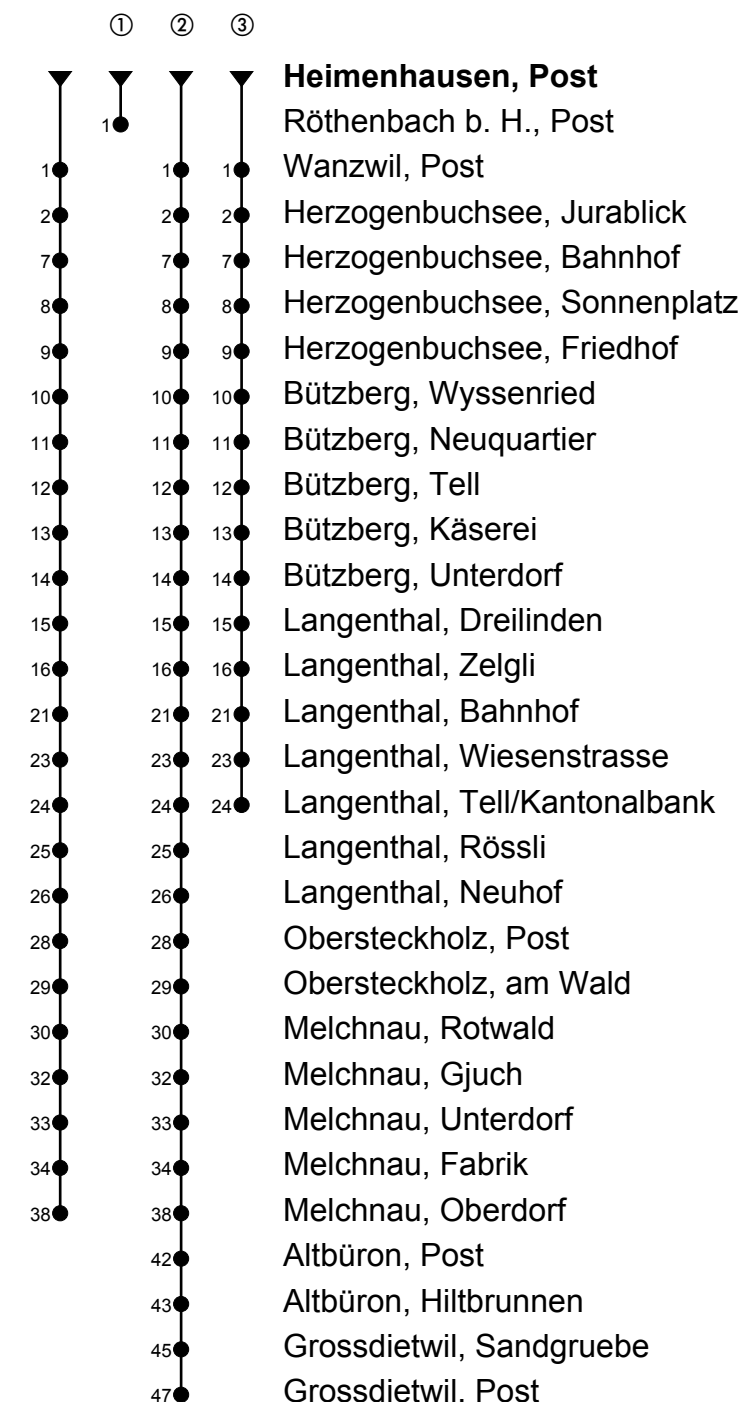 ① ② ③
Heimenhausen, Post
1 Röthenbach b. H., Post
1 1 1 Wanzwil, Post
2 2 2 Herzogenbuchsee, Jurablick
7 7 7 Herzogenbuchsee, Bahnhof
8 8 8 Herzogenbuchsee, Sonnenplatz
9 9 9 Herzogenbuchsee, Friedhof
10 10 10 Bützberg, Wyssenried
11 11 11 Bützberg, Neuquartier
12 12 12 Bützberg, Tell
13 13 13 Bützberg, Käserei
14 14 14 Bützberg, Unterdorf
15 15 15 Langenthal, Dreilinden
16 16 16 Langenthal, Zelgli
21 21 21 Langenthal, Bahnhof
23 23 23 Langenthal, Wiesenstrasse
24 24 24 Langenthal, Tell/Kantonalbank
25 25 Langenthal, Rössli
26 26 Langenthal, Neuhof
28 28 Obersteckholz, Post
29 29 Obersteckholz, am Wald
30 30 Melchnau, Rotwald
32 32 Melchnau, Gjuch
33 33 Melchnau, Unterdorf
34 34 Melchnau, Fabrik
38 38 Melchnau, Oberdorf
42 Altbüron, Post
43 Altbüron, Hiltbrunnen
45 Grossdietwil, Sandgruebe
47 Grossdietwil, Post